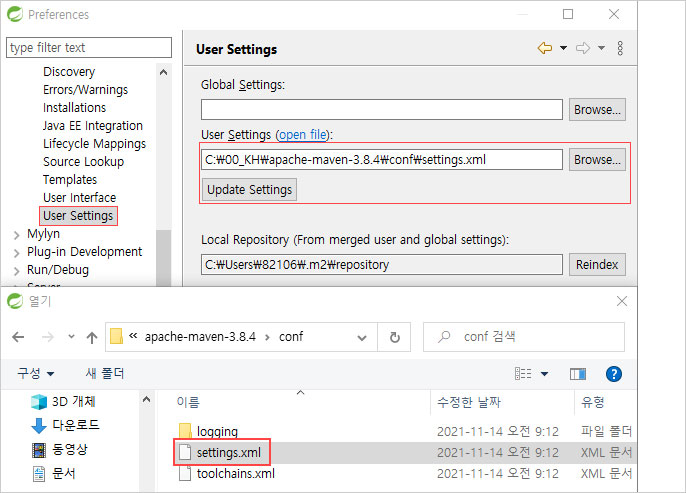 Preferences
type filter text
User Settings
Discovery
Errors/Warnings
Installations
Java EE Integration
Lifecycle Mappings
Source Lookup
Templates
User Interface
User Settings
Mylyn
Plug-in Development
Run/Debug
Server
Global Settings:
Browse...
User Settings (open file):
C:₩00_KH₩apache-maven-3.8.4₩conf₩settings.xml
Browse...
Update Settings
Local Repository (From merged user and global settings):
C:₩Users₩82106₩.m2₩repository
Reindex
열기
« apache-maven-3.8.4 > conf
conf 검색
구성
새 폴더
3D 개체
다운로드
동영상
문서
이름 수정한 날짜 유형
logging 2021-11-14 오전 9:12 파일 폴더
settings.xml 2021-11-14 오전 9:12 XML 문서
toolchains.xml 2021-11-14 오전 9:12 XML 문서